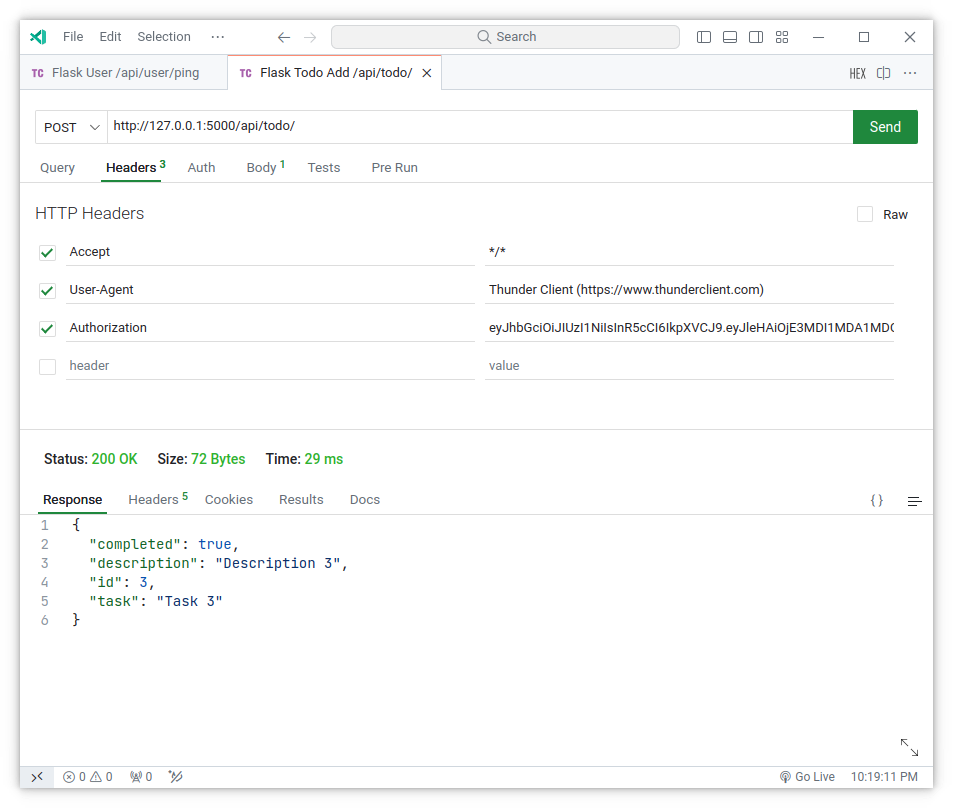 File Edit Selection ··· Search
TC Flask User /api/user/ping TC Flask Todo Add /api/todo/ HEX ···
POST http://127.0.0.1:5000/api/todo/ Send
Query Headers 3 Auth Body 1 Tests Pre Run
HTTP Headers Raw
Accept */*
User-Agent Thunder Client (https://www.thunderclient.com)
Authorization eyJhbGciOiJIUzI1NiIsInR5cCI6IkpXVCJ9.eyJleHAiOjE3MDI1MDA1MDC
header value
Status: 200 OK Size: 72 Bytes Time: 29 ms
Response Headers 5 Cookies Results Docs {}
1 {
2 "completed": true,
3 "description": "Description 3",
4 "id": 3,
5 "task": "Task 3"
6 }
0 0 0 Go Live 10:19:11 PM